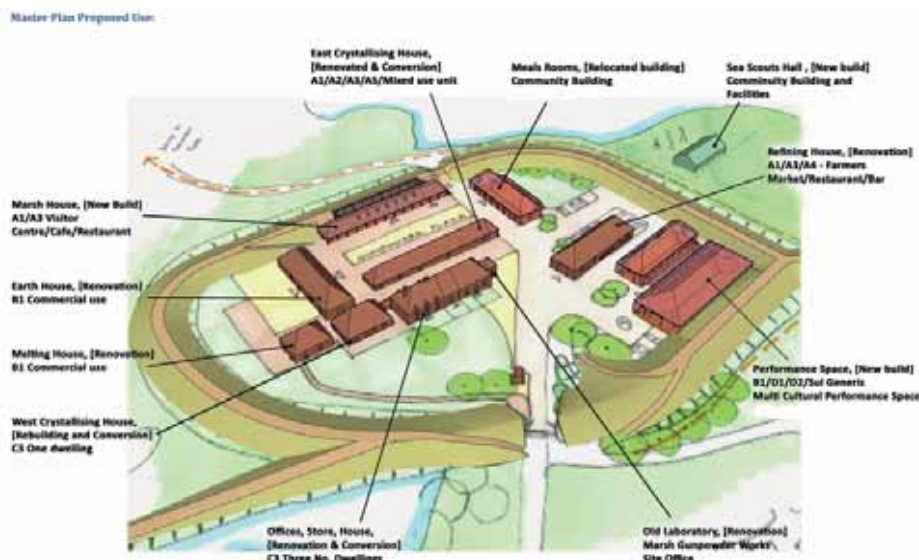 Master Plan Proposed Use:
East Crystallising House,
[Renovated & Conversion]
A1/A2/A3/A5/Mixed use unit
Meals Rooms, [Relocated building]
Community Building
Sea Scouts Hall , [New build]
Comminuity Building and
Facilities
Refining House, [Renovation]
A1/A3/A4 - Farmers
Market/Restaurant/Bar
Marsh House, [New Build]
A1/A3 Visitor
Centre/Cafe/Restaurant
Earth House, [Renovation]
B1 Commercial use
Melting House, [Renovation]
B1 Commercial use
West Crystallising House,
[Rebuilding and Conversion]
C3 One dwelling
Performance Space, [New build]
B1/D1/D2/Sui Generis
Multi Cultural Performance Space
Offices, Store, House,
[Renovation & Conversion]
C3 Three No. Dwellings
Old Laboratory, [Renovation]
Marsh Gunpowder Works
Site Office